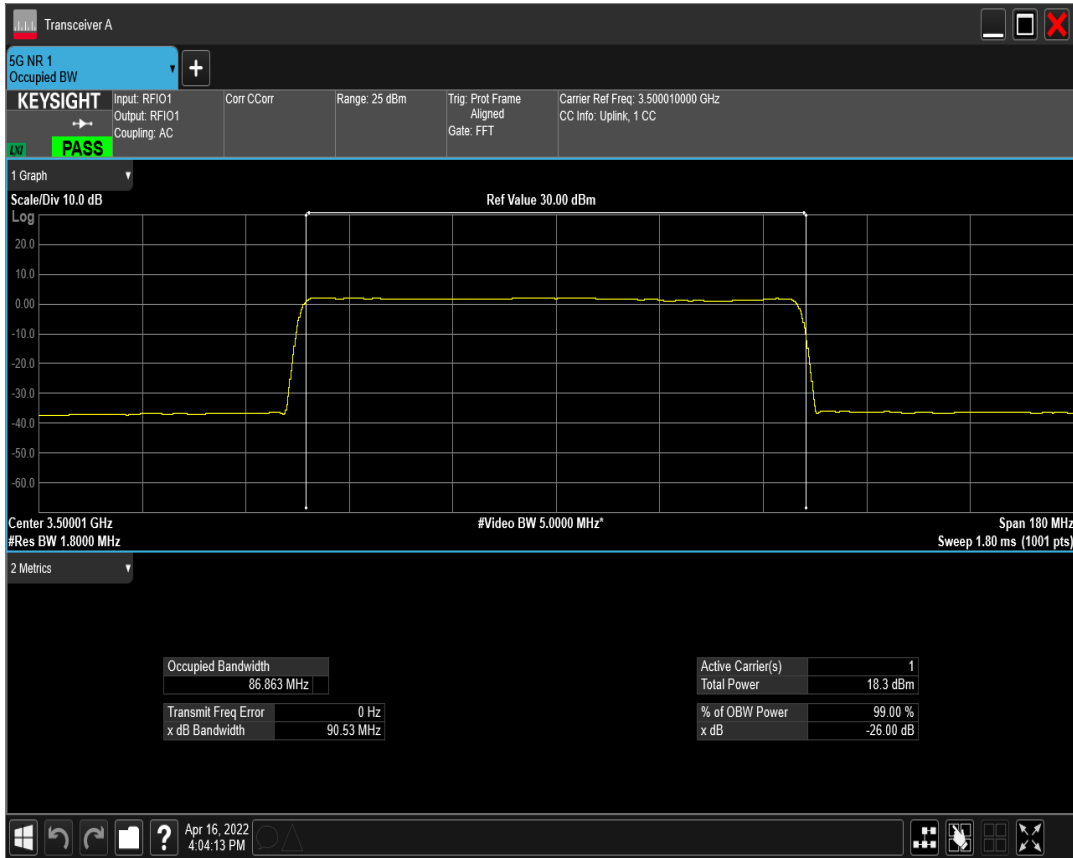 Transceiver A
5G NR 1
Occupied BW
KEYSIGHT
LXI
PASS
Input: RFIO1
Output: RFIO1
Coupling: AC
Corr CCorr
Range: 25 dBm
Trig: Prot Frame
Aligned
Gate: FFT
Carrier Ref Freq: 3.500010000 GHz
CC Info: Uplink, 1 CC
1 Graph
Scale/Div 10.0 dB
Ref Value 30.00 dBm
Log
20.0
10.0
0.00
-10.0
-20.0
-30.0
-40.0
-50.0
-60.0
Center 3.50001 GHz
#Video BW 5.0000 MHz*
Span 180 MHz
#Res BW 1.8000 MHz
Sweep 1.80 ms (1001 pts)
2 Metrics
Occupied Bandwidth
86.863 MHz
Transmit Freq Error 0 Hz
x dB Bandwidth 90.53 MHz
Active Carrier(s) 1
Total Power 18.3 dBm
% of OBW Power 99.00 %
x dB -26.00 dB
?
Apr 16, 2022
4:04:13 PM